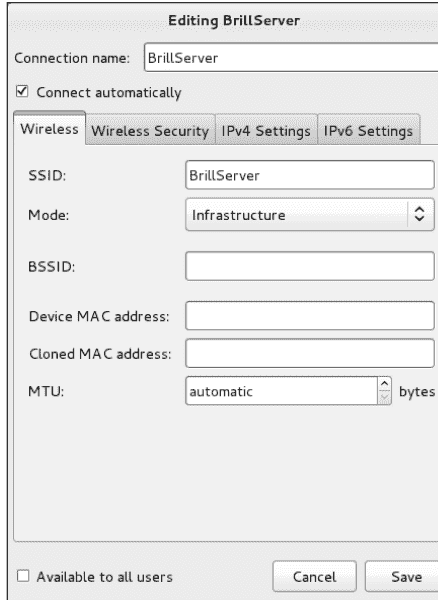 Editing BrillServer
Connection name: BrillServer
Connect automatically
Wireless Wireless Security IPv4 Settings IPv6 Settings
SSID: BrillServer
Mode: Infrastructure
BSSID:
Device MAC address:
Cloned MAC address:
MTU: automatic bytes
Available to all users Cancel Save